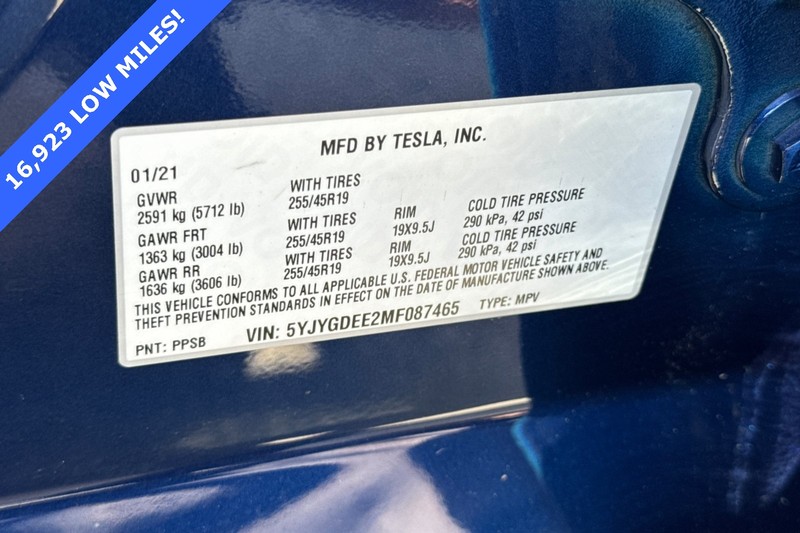 16,923 LOW MILES!
MFD BY TESLA, INC.
01/21
GVWR
2591 kg (5712 lb)
WITH TIRES
255/45R19
GAWR FRT
1363 kg (3004 lb)
WITH TIRES
255/45R19
RIM
19X9.5J
COLD TIRE PRESSURE
290 kPa, 42 psi
GAWR RR
1636 kg (3606 lb)
WITH TIRES
255/45R19
RIM
19X9.5J
COLD TIRE PRESSURE
290 kPa, 42 psi
THIS VEHICLE CONFORMS TO ALL APPLICABLE U.S. FEDERAL MOTOR VEHICLE SAFETY AND
THEFT PREVENTION STANDARDS IN EFFECT ON THE DATE OF MANUFACTURE SHOWN ABOVE.
PNT: PPSB VIN: 5YJYGDEE2MF087465 TYPE: MPV